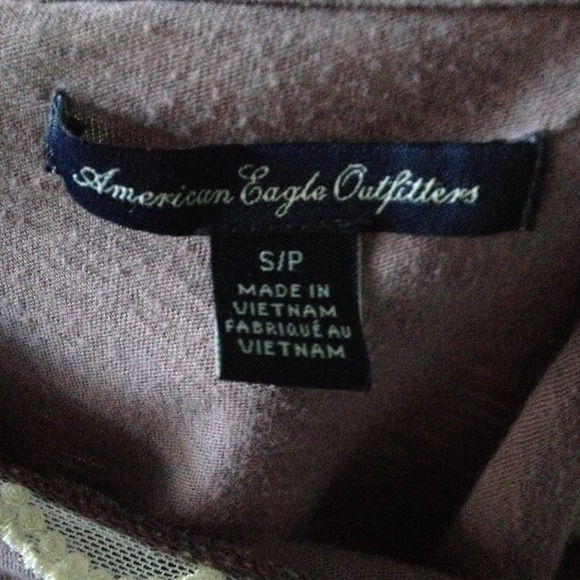 American Eagle Outfitters
S/P
MADE IN
VIETNAM
FABRIQUÉ AU
VIETNAM